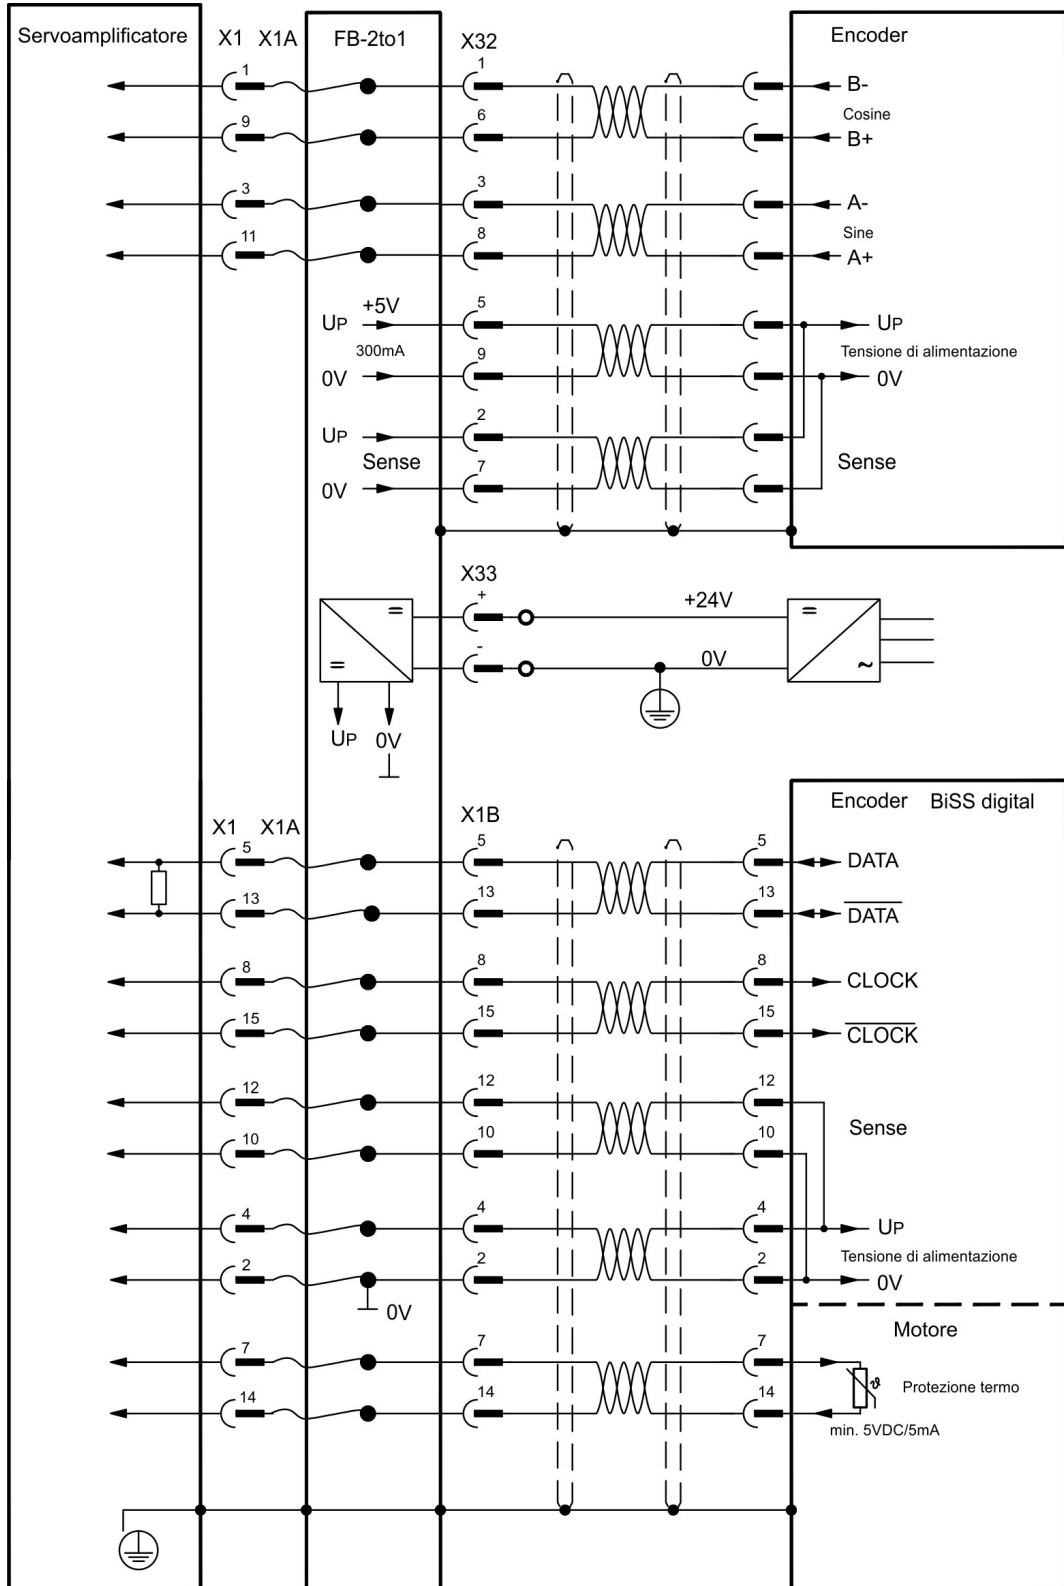 Servoamplificatore X1 X1A FB-2to1 X32 Encoder
1 1 B-
Cosine
9 6 B+
3 3 A-
Sine
11 8 A+
+5V 5
UP UP
300mA Tensione di alimentazione
9
0V 0V
2
UP
Sense Sense
7
0V
X33
+ +24V
=
=
- 0V
=
~
UP 0V
Encoder BiSS digital
X1 X1A X1B
5 5 5 DATA
13 13 13 DATA
8 8 8 CLOCK
15 15 15 CLOCK
12 12 12
Sense
10 10 10
4 4 4 UP
Tensione di alimentazione
2 2 2 0V
0V
Motore
7 7 7
ϑ Protezione termo
14 14 14
min. 5VDC/5mA